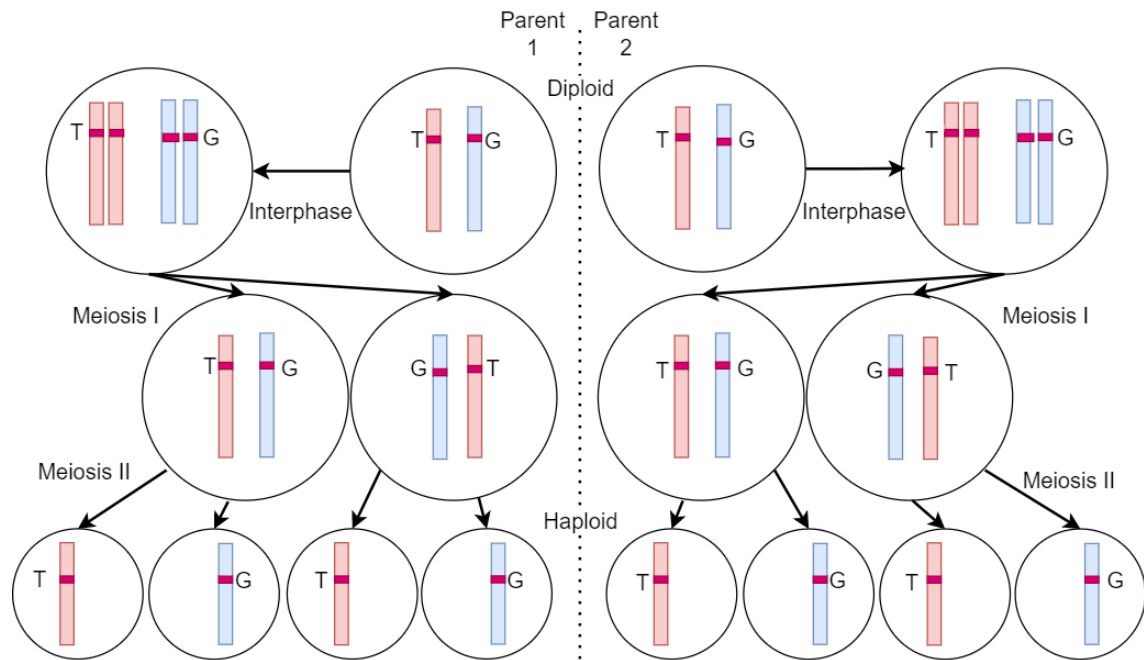 Parent 1
Parent 2
Diploid
T
G
T
G
T
G
T
G
Interphase
Interphase
Meiosis I
Meiosis I
T
G
G
T
T
G
G
T
Meiosis II
Meiosis II
Haploid
T
G
T
G
T
G
T
G